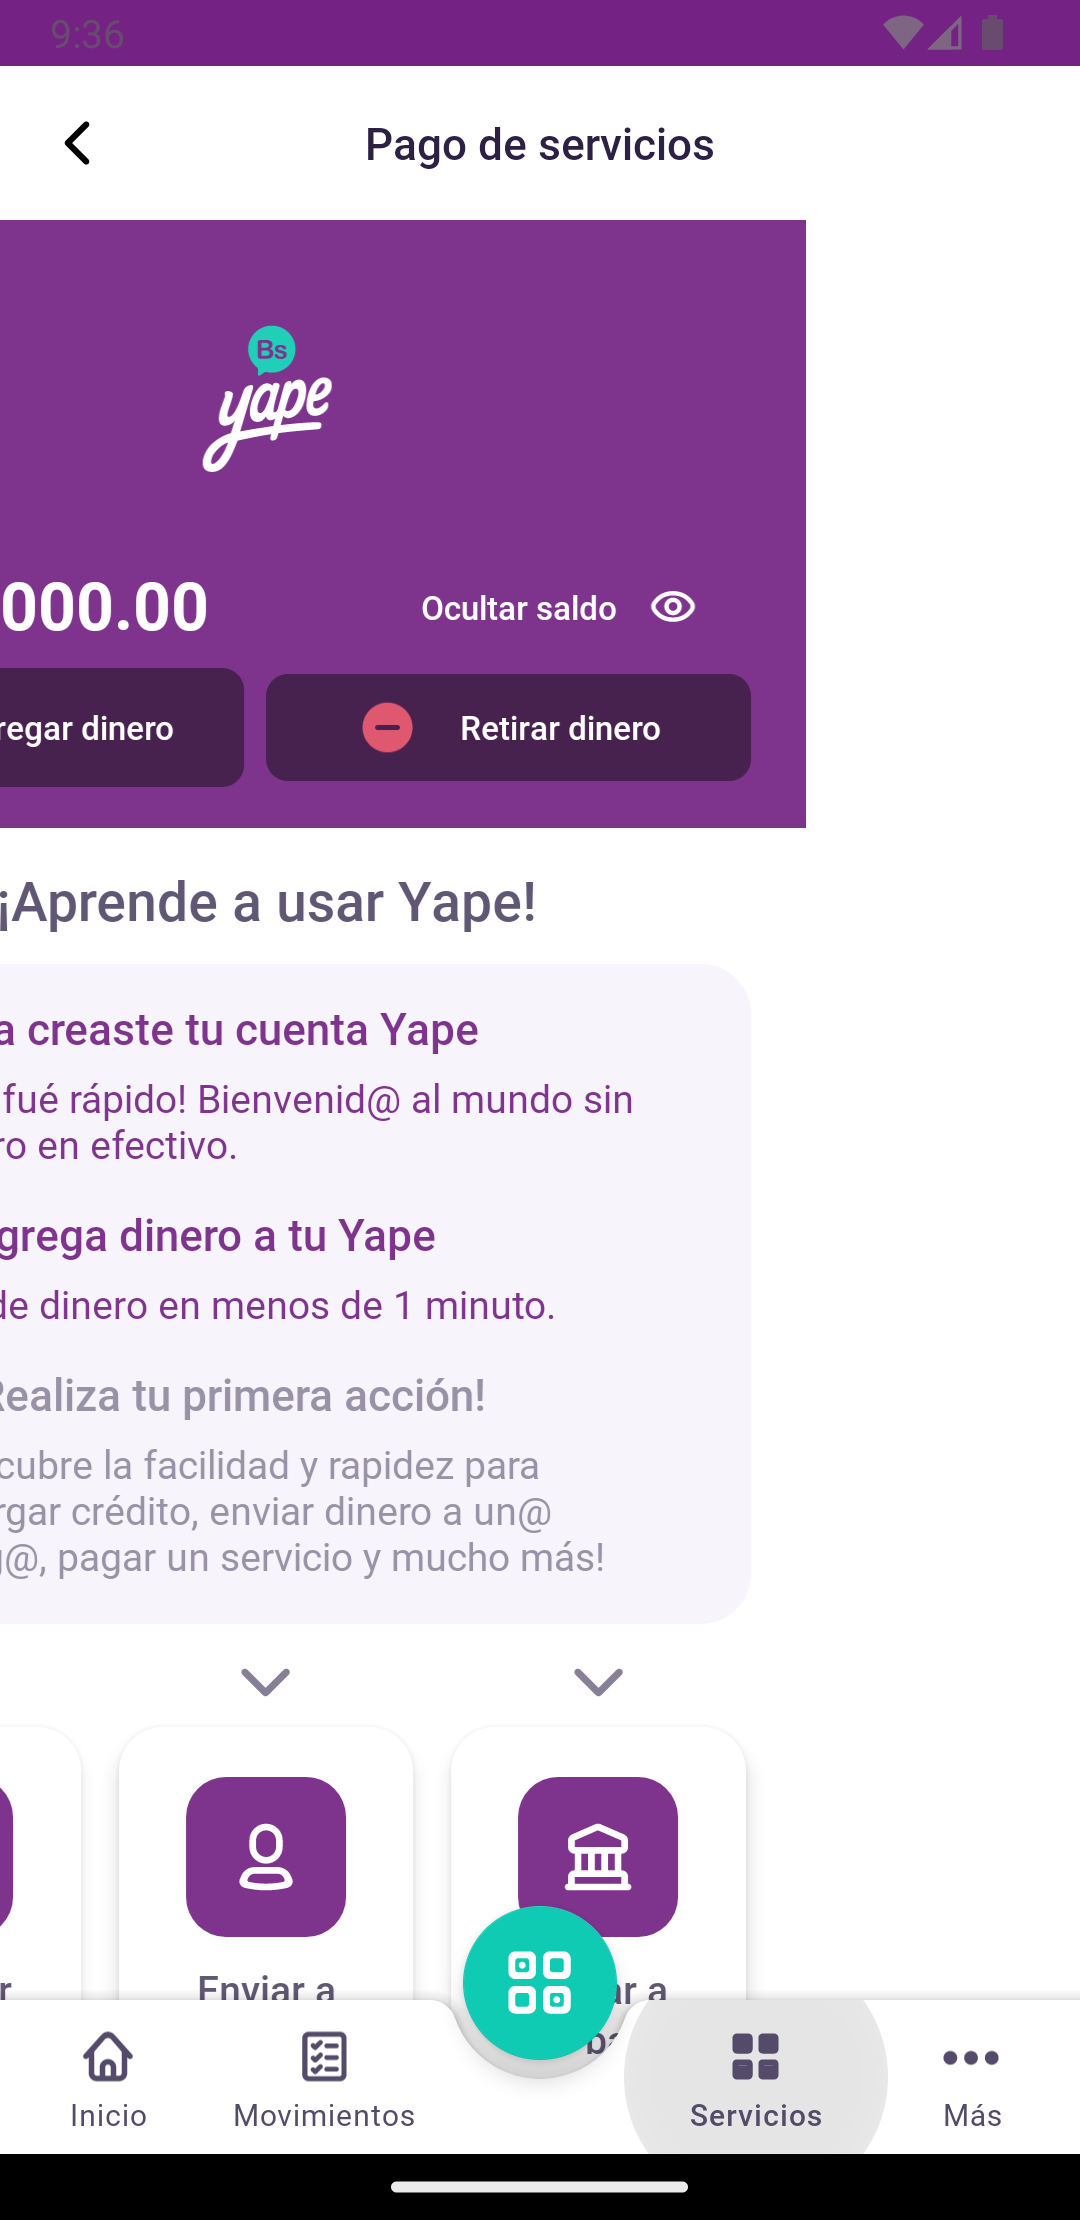 9:36
Pago de servicios
Bs
yape
000.00
Ocultar saldo
regar dinero
Retirar dinero
¡Aprende a usar Yape!
a creaste tu cuenta Yape
fué rápido! Bienvenid@ al mundo sin
ro en efectivo.
grega dinero a tu Yape
de dinero en menos de 1 minuto.
Realiza tu primera acción!
cubre la facilidad y rapidez para
rgar crédito, enviar dinero a un@
g@, pagar un servicio y mucho más!
r
Enviar a
ar a
ba
Inicio
Movimientos
Servicios
Más